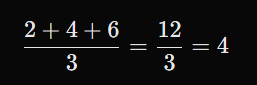 (2 + 4 + 6)/3 = 12/3 = 4